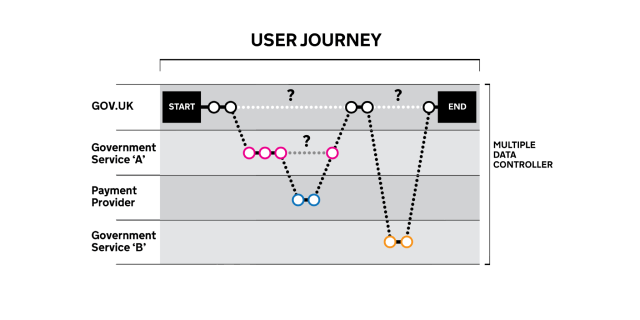 USER JOURNEY
?
?
GOV.UK
START
END
?
Government
Service ‘A’
MULTIPLE
DATA
CONTROLLER
Payment
Provider
Government
Service ‘B’